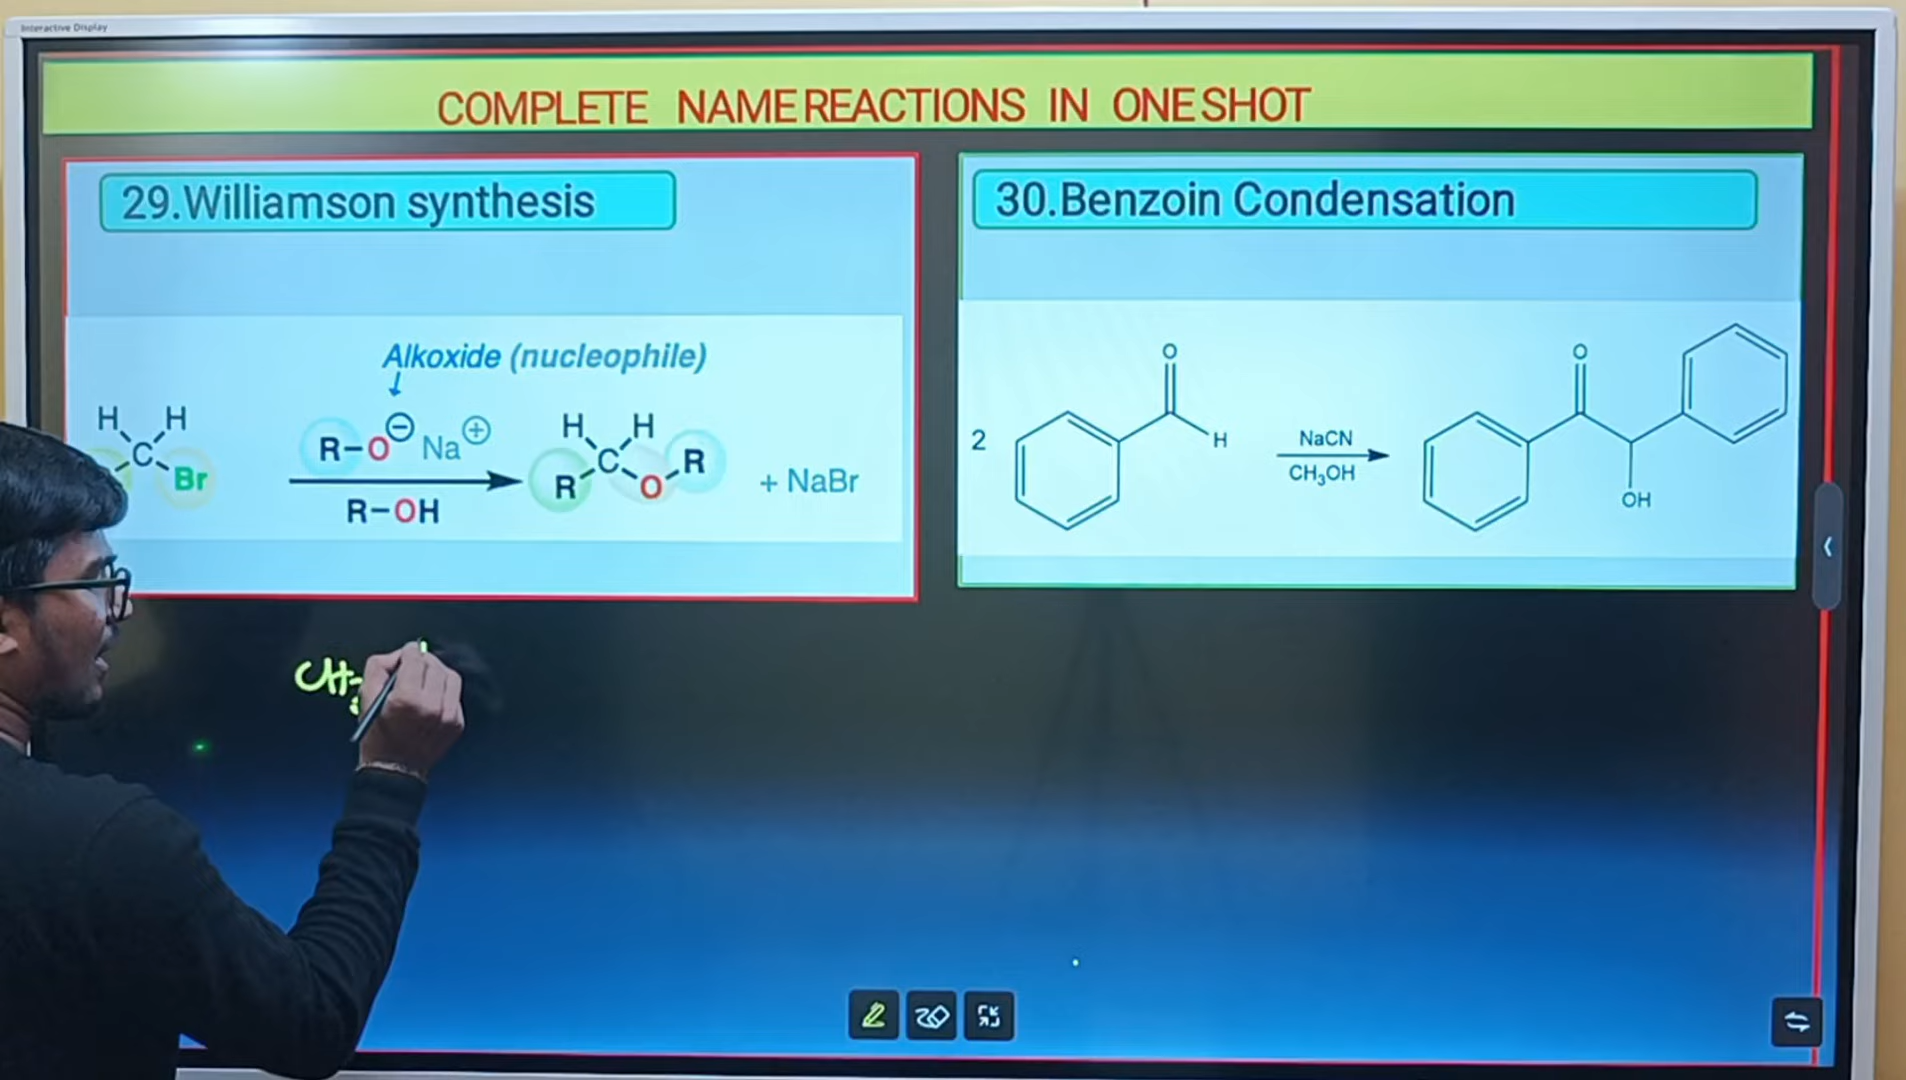 Interactive Display
COMPLETE NAME REACTIONS IN ONE SHOT
29.Williamson synthesis
Alkoxide (nucleophile)
H H
C
Br
R-O⊖ Na⊕
R-OH
H H
R C O R
+ NaBr
30.Benzoin Condensation
2
O
H
NaCN
CH₃OH
O
OH
CH₃